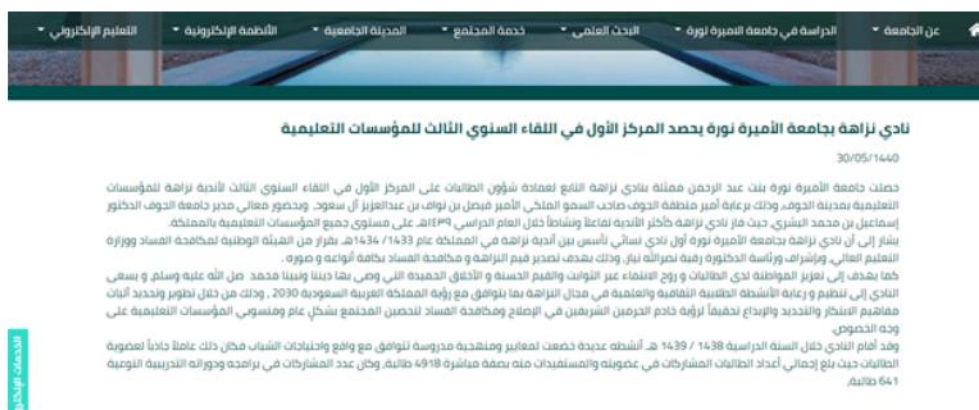 عن الجامعة
الدراسة في جامعة الاميرة نورة
البحث العلمي
خدمة المجتمع
المدينة الجامعية
الأنظمة الإلكترونية
التعليم الإلكتروني
نادي نزاهة بجامعة الأميرة نورة يحصد المركز الأول في اللقاء السنوي الثالث للمؤسسات التعليمية
30/05/1440
حصلت جامعة الأميرة نورة بنت عبد الرحمن ممثلة بنادي نزاهة التابع لعمادة شؤون الطالبات على المركز الأول في اللقاء السنوي الثالث لأندية نزاهة للمؤسسات
التعليمية بمدينة الجوف، وذلك برعاية أمير منطقة الجوف صاحب السمو الملكي الأمير فيصل بن نواف بن عبدالعزيز آل سعود. وبحضور معالي مدير جامعة الجوف الدكتور
إسماعيل بن محمد البشري، حيث فاز نادي نزاهة كأكثر الأندية تفاعلاً ونشاطاً خلال العام الدراسي ١٤٣٩هـ على مستوى جميع المؤسسات التعليمية بالمملكة.
يشار إلى أن نادي نزاهة بجامعة الأميرة نورة أول نادي نسائي تأسس بين أندية نزاهة في المملكة عام 1433/ 1434هـ بقرار من الهيئة الوطنية لمكافحة الفساد ووزارة
التعليم العالي، وبإشراف ورئاسة الدكتورة رقية نصرالله نياز، وذلك بهدف تصدير قيم النزاهة و مكافحة الفساد بكافة أنواعه و صوره .
كما يهدف إلى تعزيز المواطنة لدى الطالبات و روح الانتماء عبر الثوابت والقيم الحسنة و الأخلاق الحميدة التي وصى بها ديننا ونبينا محمد صل الله عليه وسلم, و يسعى
النادي إلى تنظيم و رعاية الأنشطة الطلابية الثقافية والعلمية في مجال النزاهة بما يتوافق مع رؤية المملكة العربية السعودية 2030 , وذلك من خلال تطوير وتحديد آليات
مفاهيم الابتكار والتجديد والإبداع تحقيقاً لرؤية خادم الحرمين الشريفين في الإصلاح ومكافحة الفساد لتحصين المجتمع بشكلٍ عام ومنسوبي المؤسسات التعليمية على
وجه الخصوص.
وقد أقام النادي خلال السنة الدراسية 1438 / 1439 هـ أنشطه عديدة خضعت لمعايير ومنهجية مدروسة تتوافق مع واقع واحتياجات الشباب فكان ذلك عاملاً جاذباً لعضوية
الطالبات حيث بلغ إجمالي أعداد الطالبات المشاركات في عضويته والمستفيدات منه بصفة مباشرة 4918 طالبة, وكان عدد المشاركات في برامجه ودوراته التدريبية النوعية
641 طالبة,
الخدمات